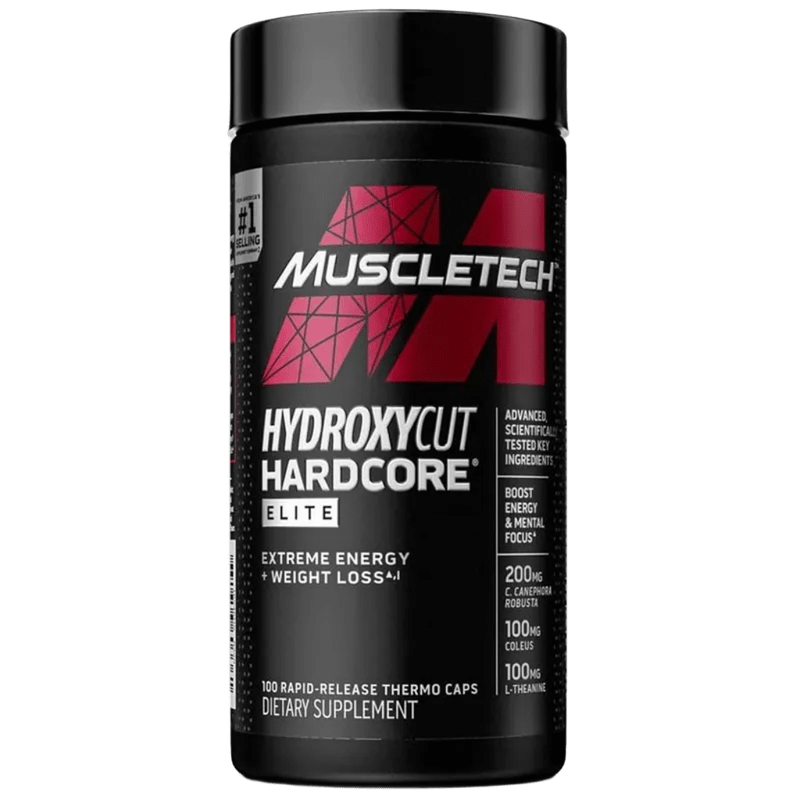 #1
SELLING
MUSCLETECH
HYDROXYCUT
HARDCORE®
ELITE
EXTREME ENERGY
+ WEIGHT LOSS▲,
100 RAPID-RELEASE THERMO CAPS
DIETARY SUPPLEMENT
ADVANCED,
SCIENTIFICALLY
TESTED KEY
INGREDIENTS
BOOST
ENERGY
& MENTAL
FOCUS▲
200MG
C. CANEPHORA
ROBUSTA
100MG
COLEUS
100MG
L-THEANINE